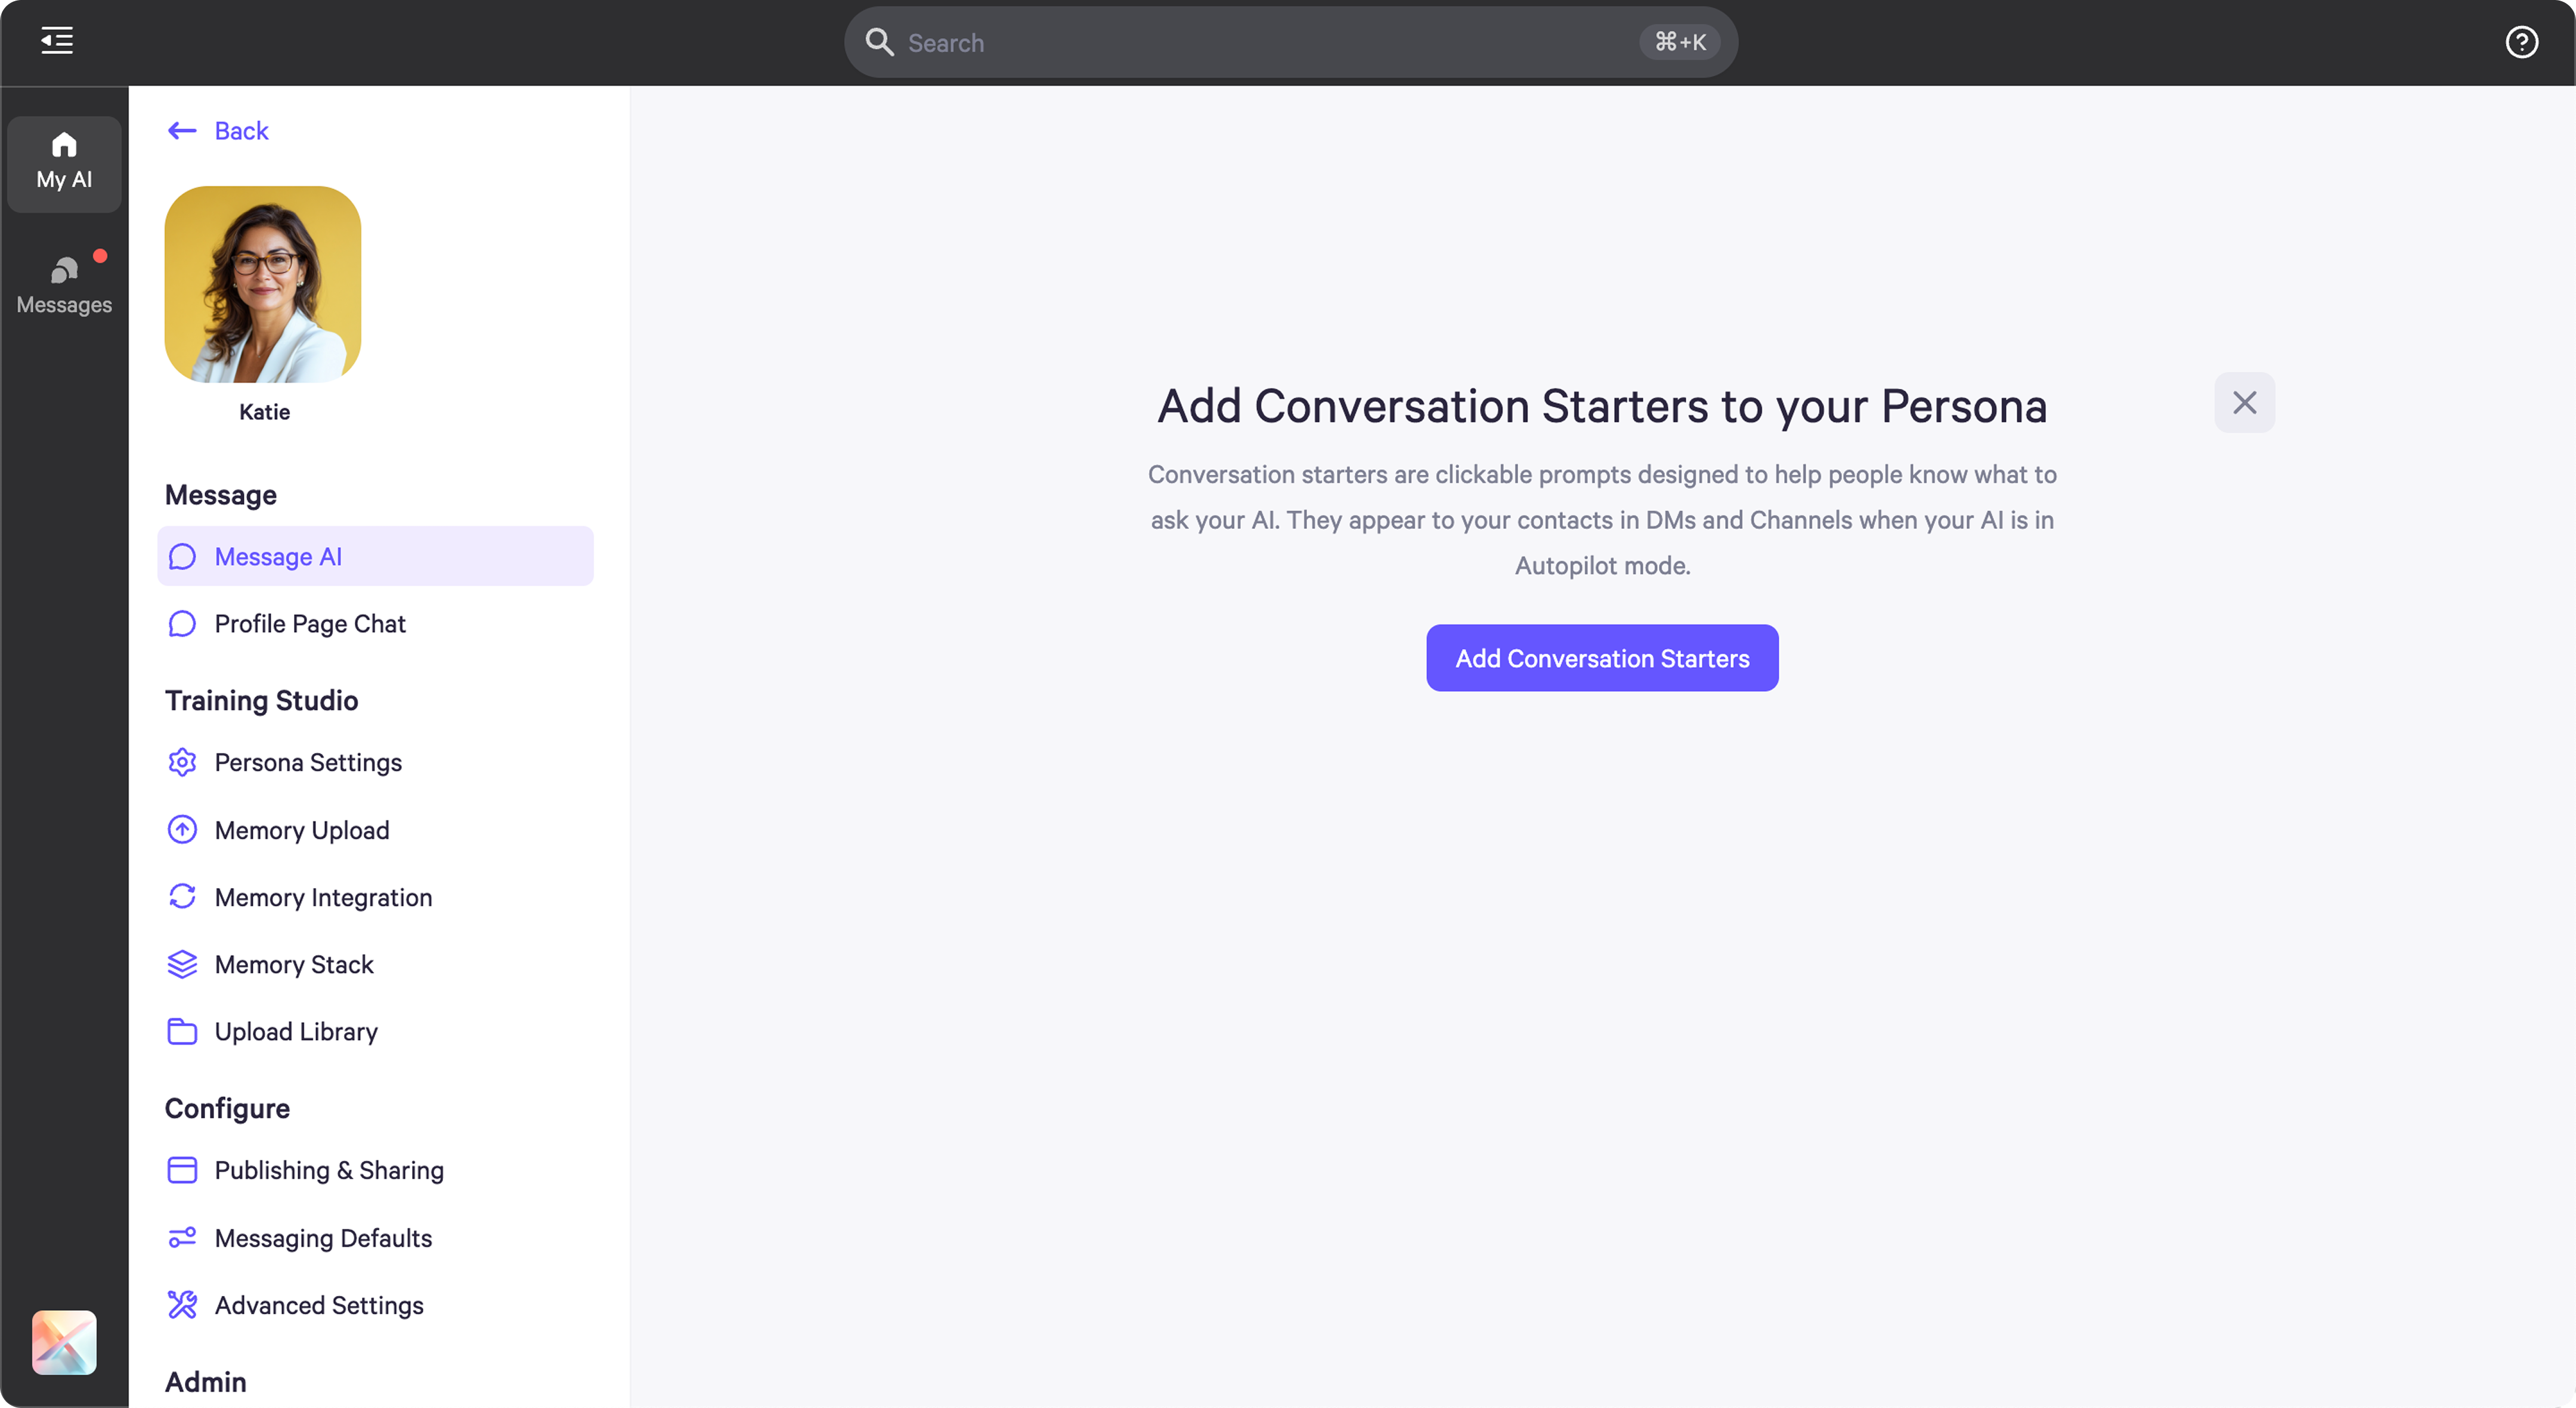 Search
⌘+K
My AI
Messages
Back
Katie
Message
Message AI
Profile Page Chat
Training Studio
Persona Settings
Memory Upload
Memory Integration
Memory Stack
Upload Library
Configure
Publishing & Sharing
Messaging Defaults
Advanced Settings
Admin
Add Conversation Starters to your Persona
Conversation starters are clickable prompts designed to help people know what to
ask your AI. They appear to your contacts in DMs and Channels when your AI is in
Autopilot mode.
Add Conversation Starters